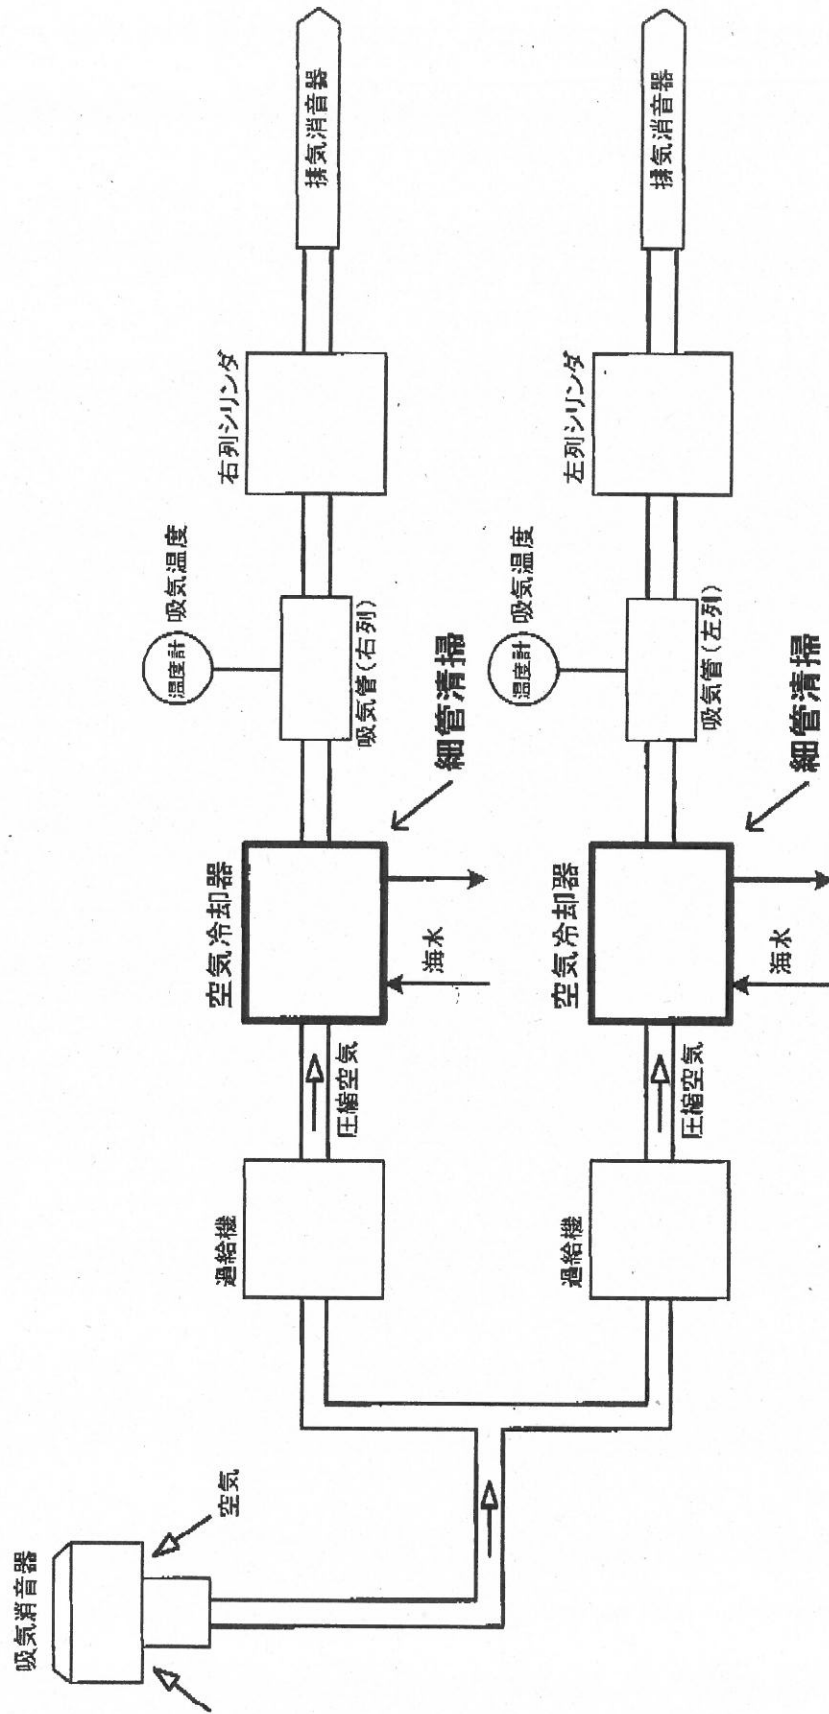 吸気消音器
空気
過給機
圧縮空気
空気冷却器
海水
細管清掃
温度計
吸気温度
吸気管(右列)
右列シリンダ
排気消音器
過給機
圧縮空気
空気冷却器
海水
細管清掃
温度計
吸気温度
吸気管(左列)
左列シリンダ
排気消音器